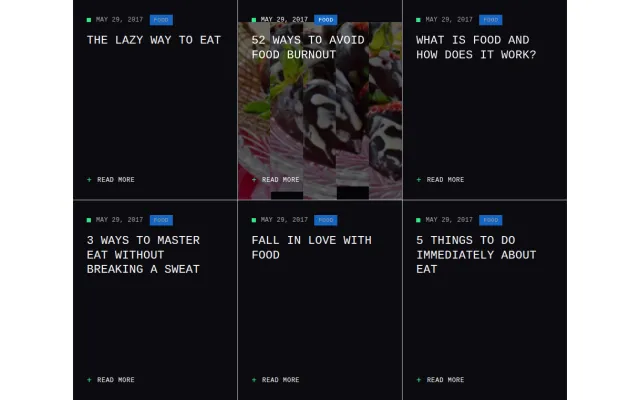 MAY 29, 2017 FOOD
THE LAZY WAY TO EAT
+ READ MORE
MAY 29, 2017 FOOD
52 WAYS TO AVOID
FOOD BURNOUT
+ READ MORE
MAY 29, 2017 FOOD
WHAT IS FOOD AND
HOW DOES IT WORK?
+ READ MORE
MAY 29, 2017 FOOD
3 WAYS TO MASTER
EAT WITHOUT
BREAKING A SWEAT
+ READ MORE
MAY 29, 2017 FOOD
FALL IN LOVE WITH
FOOD
+ READ MORE
MAY 29, 2017 FOOD
5 THINGS TO DO
IMMEDIATELY ABOUT
EAT
+ READ MORE